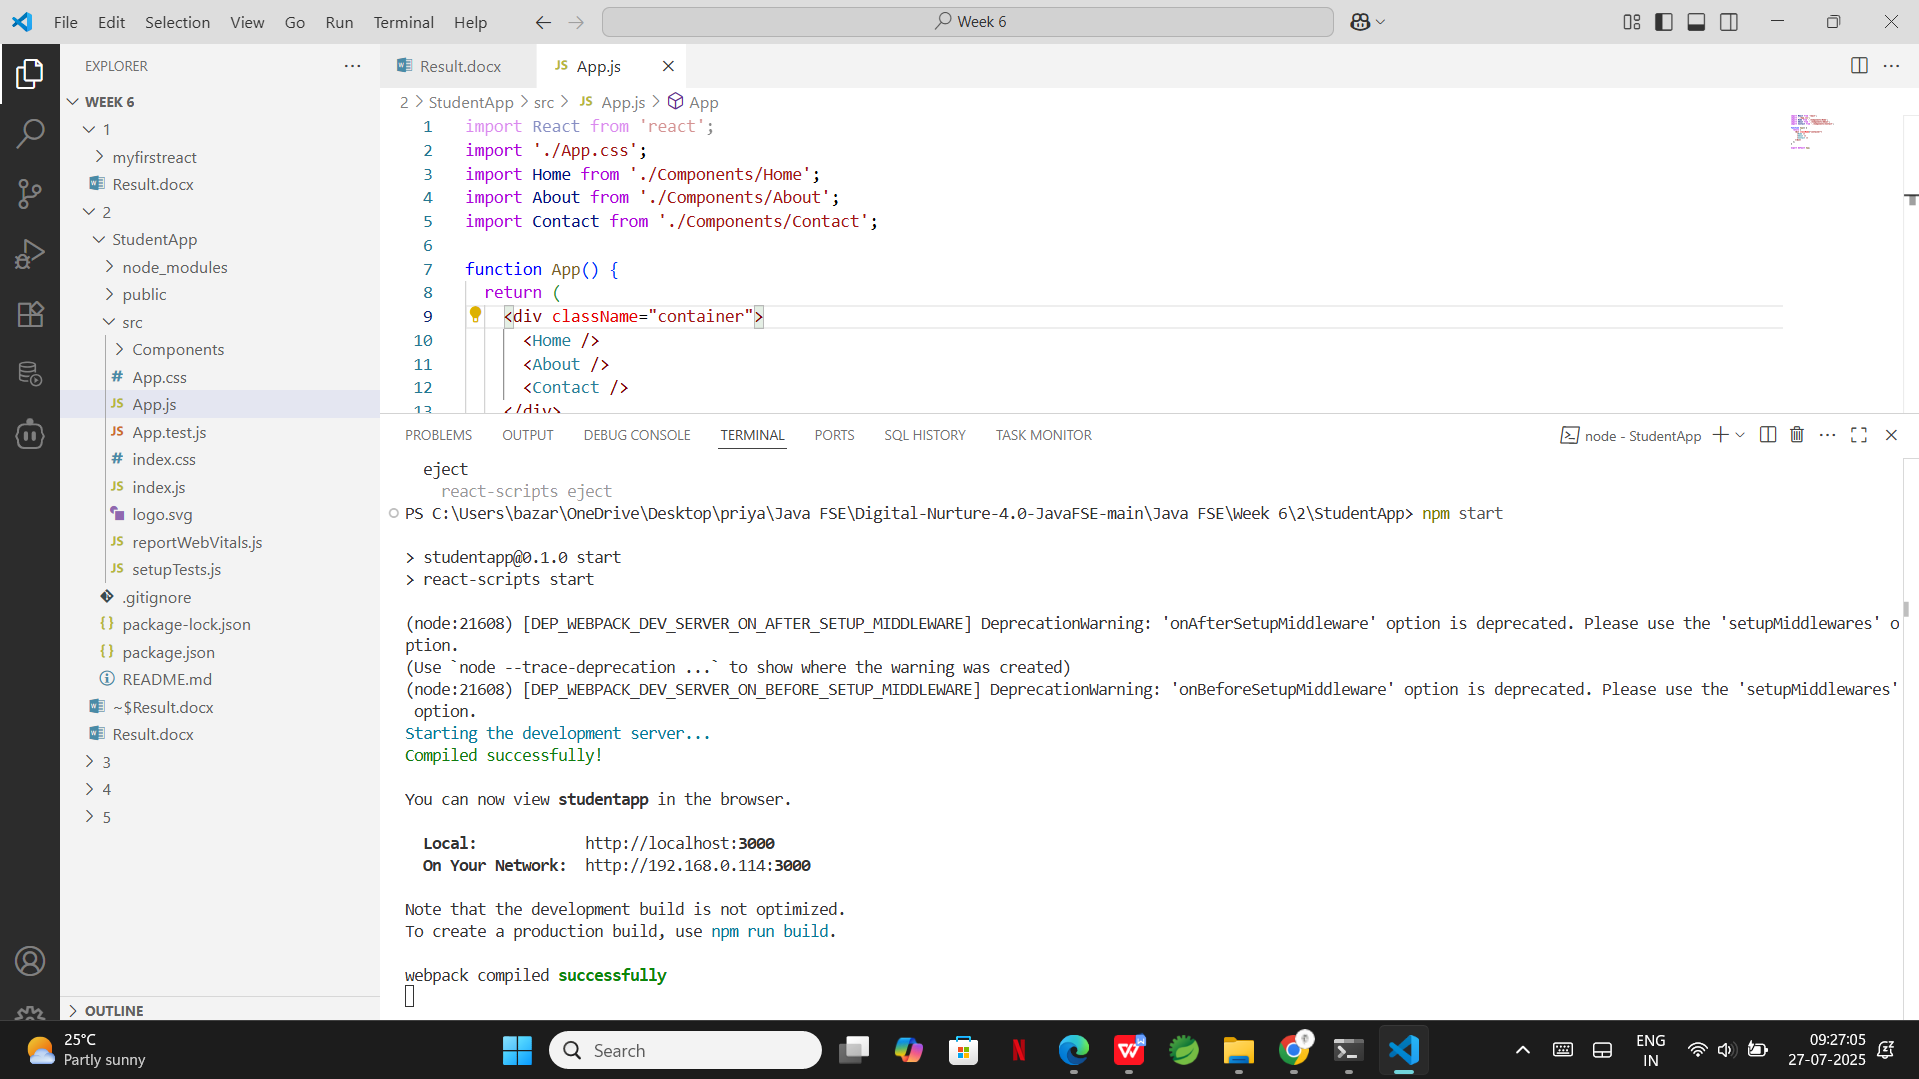 File Edit Selection View Go Run Terminal Help
Week 6
EXPLORER
WEEK 6
1
myfirstreact
Result.docx
2
StudentApp
node_modules
public
src
Components
# App.css
JS App.js
JS App.test.js
# index.css
JS index.js
logo.svg
JS reportWebVitals.js
JS setupTests.js
.gitignore
{} package-lock.json
{} package.json
README.md
~$Result.docx
Result.docx
3
4
5
OUTLINE
Result.docx
JS App.js
2 > StudentApp > src > JS App.js > App
1 import React from 'react';
2 import './App.css';
3 import Home from './Components/Home';
4 import About from './Components/About';
5 import Contact from './Components/Contact';
6
7 function App() {
8 return (
9 <div className="container">
10 <Home />
11 <About />
12 <Contact />
13 </div>
PROBLEMS OUTPUT DEBUG CONSOLE TERMINAL PORTS SQL HISTORY TASK MONITOR
node - StudentApp
eject
react-scripts eject
PS C:\Users\bazar\OneDrive\Desktop\priya\Java FSE\Digital-Nurture-4.0-JavaFSE-main\Java FSE\Week 6\2\StudentApp> npm start
> studentapp@0.1.0 start
> react-scripts start
(node:21608) [DEP_WEBPACK_DEV_SERVER_ON_AFTER_SETUP_MIDDLEWARE] DeprecationWarning: 'onAfterSetupMiddleware' option is deprecated. Please use the 'setupMiddlewares' o
ption.
(Use `node --trace-deprecation ...` to show where the warning was created)
(node:21608) [DEP_WEBPACK_DEV_SERVER_ON_BEFORE_SETUP_MIDDLEWARE] DeprecationWarning: 'onBeforeSetupMiddleware' option is deprecated. Please use the 'setupMiddlewares'
option.
Starting the development server...
Compiled successfully!
You can now view studentapp in the browser.
Local: http://localhost:3000
On Your Network: http://192.168.0.114:3000
Note that the development build is not optimized.
To create a production build, use npm run build.
webpack compiled successfully
25°C
Partly sunny
Search
ENG
IN
09:27:05
27-07-2025